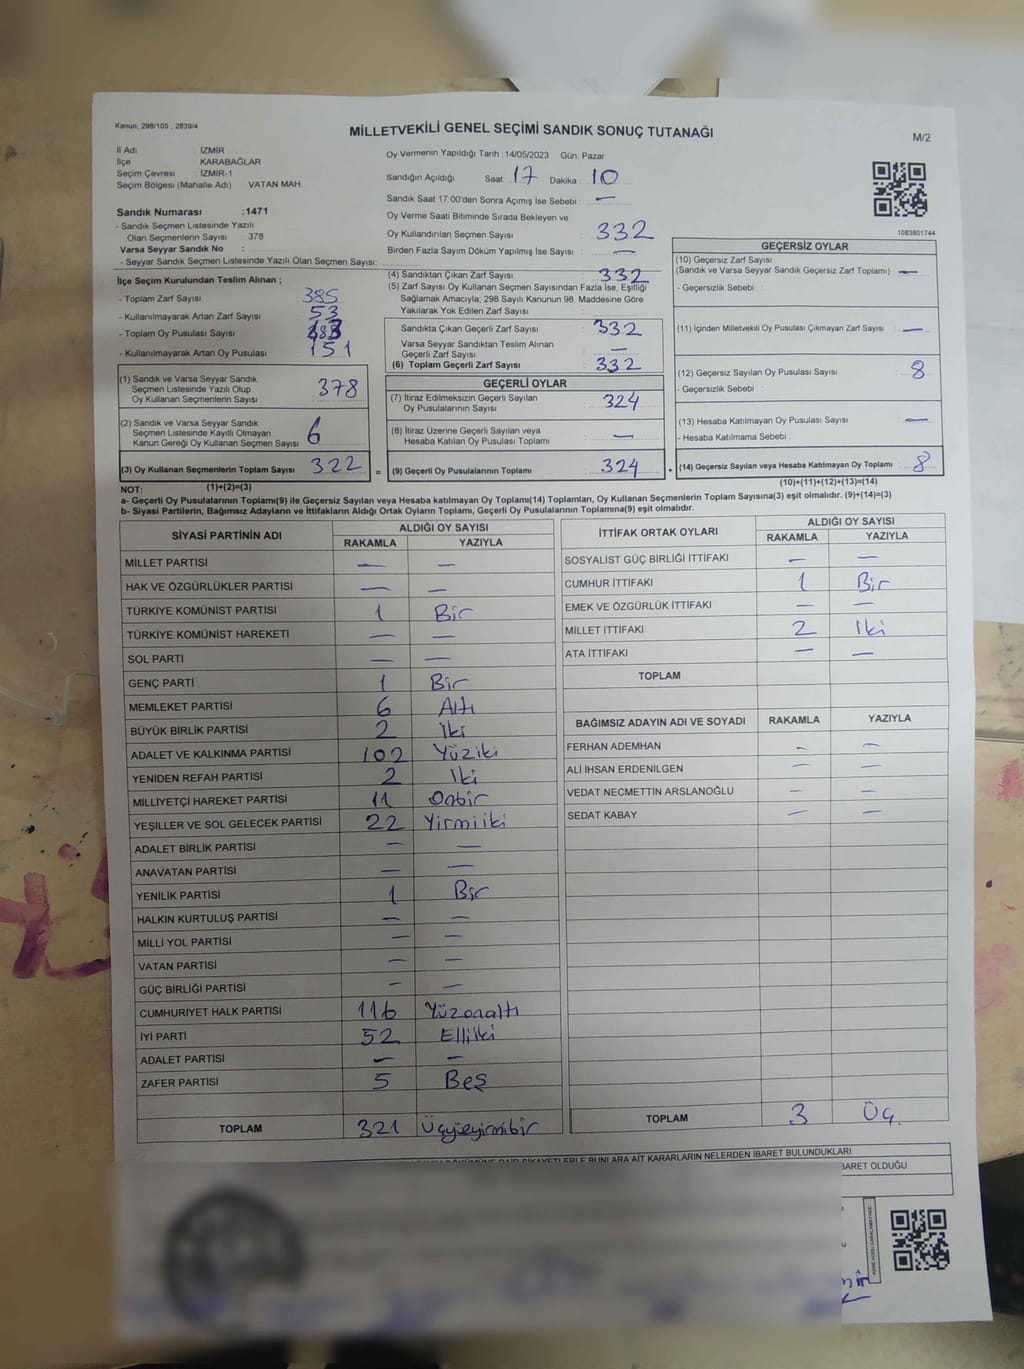 Kanun; 298/105 , 2839/4
MİLLETVEKİLİ GENEL SEÇİMİ SANDIK SONUÇ TUTANAĞI
M/2
İl Adı : İZMİR
İlçe : KARABAĞLAR
Seçim Çevresi : İZMİR-1
Seçim Bölgesi (Mahalle Adı) VATAN MAH.
Sandık Numarası :1471
- Sandık Seçmen Listesinde Yazılı
Olan Seçmenlerin Sayısı 378
Varsa Seyyar Sandık No :
- Seyyar Sandık Seçmen Listesinde Yazılı Olan Seçmen Sayısı:
Oy Vermenin Yapıldığı Tarih :14/05/2023 Gün: Pazar
Sandığın Açıldığı Saat: 17 Dakika : 10
Sandık Saat 17:00'den Sonra Açımış İse Sebebi : —
Oy Verme Saati Bitiminde Sırada Bekleyen ve
Oy Kullandırılan Seçmen Sayısı : 332
Birden Fazla Sayım Döküm Yapılmış İse Sayısı : —
1083801744
İlçe Seçim Kurulundan Teslim Alınan ;
- Toplam Zarf Sayısı : 385
- Kullanılmayarak Artan Zarf Sayısı : 53
- Toplam Oy Pusulası Sayısı :
- Kullanılmayarak Artan Oy Pusulası : 151
(4) Sandıktan Çıkan Zarf Sayısı : 332
(5) Zarf Sayısı Oy Kullanan Seçmen Sayısından Fazla İse, Eşitliği
Sağlamak Amacıyla, 298 Sayılı Kanunun 98. Maddesine Göre
Yakılarak Yok Edilen Zarf Sayısı :
Sandıkta Çıkan Geçerli Zarf Sayısı : 332
Varsa Seyyar Sandıktan Teslim Alınan
Geçerli Zarf Sayısı : —
(6) Toplam Geçerli Zarf Sayısı : 332
GEÇERSİZ OYLAR
(10) Geçersiz Zarf Sayısı
(Sandık ve Varsa Seyyar Sandık Geçersiz Zarf Toplamı) : —
- Geçersizlik Sebebi :
(11) İçinden Milletvekili Oy Pusulası Çıkmayan Zarf Sayısı : —
(12) Geçersiz Sayılan Oy Pusulası Sayısı : 8
- Geçersizlik Sebebi :
(13) Hesaba Katılmayan Oy Pusulası Sayısı : —
- Hesaba Katılmama Sebebi :
(14) Geçersiz Sayılan veya Hesaba Katılmayan Oy Toplamı : 8
(10)+(11)+(12)+(13)=(14)
(1) Sandık ve Varsa Seyyar Sandık
Seçmen Listesinde Yazılı Olup
Oy Kullanan Seçmenlerin Sayısı : 378
(2) Sandık ve Varsa Seyyar Sandık
Seçmen Listesinde Kayıtlı Olmayan
Kanun Gereği Oy Kullanan Seçmen Sayısı : 6
(3) Oy Kullanan Seçmenlerin Toplam Sayısı : 322 =
(1)+(2)=(3)
GEÇERLİ OYLAR
(7) İtiraz Edilmeksizin Geçerli Sayılan
Oy Pusulalarının Sayısı : 324
(8) İtiraz Üzerine Geçerli Sayılan veya
Hesaba Katılan Oy Pusulası Toplamı : —
(9) Geçerli Oy Pusulalarının Toplamı : 324 +
NOT:
a- Geçerli Oy Pusulalarının Toplamı(9) ile Geçersiz Sayılan veya Hesaba katılmayan Oy Toplamı(14) Toplamları, Oy Kullanan Seçmenlerin Toplam Sayısına(3) eşit olmalıdır. (9)+(14)=(3)
b- Siyasi Partilerin, Bağımsız Adayların ve İttifakların Aldığı Ortak Oyların Toplamı, Geçerli Oy Pusulalarının Toplamına(9) eşit olmalıdır.
SİYASİ PARTİNİN ADI
ALDIĞI OY SAYISI
RAKAMLA YAZIYLA
MİLLET PARTİSİ — —
HAK VE ÖZGÜRLÜKLER PARTİSİ — —
TÜRKİYE KOMÜNİST PARTİSİ 1 Bir
TÜRKİYE KOMÜNİST HAREKETİ — —
SOL PARTİ — —
GENÇ PARTİ 1 Bir
MEMLEKET PARTİSİ 6 Altı
BÜYÜK BİRLİK PARTİSİ 2 İki
ADALET VE KALKINMA PARTİSİ 102 Yüziki
YENİDEN REFAH PARTİSİ 2 İki
MİLLİYETÇİ HAREKET PARTİSİ 11 Onbir
YEŞİLLER VE SOL GELECEK PARTİSİ 22 Yirmiiki
ADALET BİRLİK PARTİSİ — —
ANAVATAN PARTİSİ — —
YENİLİK PARTİSİ 1 Bir
HALKIN KURTULUŞ PARTİSİ — —
MİLLİ YOL PARTİSİ — —
VATAN PARTİSİ — —
GÜÇ BİRLİĞİ PARTİSİ — —
CUMHURİYET HALK PARTİSİ 116 Yüzonaltı
İYİ PARTİ 52 Elliiki
ADALET PARTİSİ — —
ZAFER PARTİSİ 5 Beş
TOPLAM 321 Üçyüzyirmibir
İTTİFAK ORTAK OYLARI
ALDIĞI OY SAYISI
RAKAMLA YAZIYLA
SOSYALİST GÜÇ BİRLİĞİ İTTİFAKI — —
CUMHUR İTTİFAKI 1 Bir
EMEK VE ÖZGÜRLÜK İTTİFAKI — —
MİLLET İTTİFAKI 2 İki
ATA İTTİFAKI — —
TOPLAM
BAĞIMSIZ ADAYIN ADI VE SOYADI RAKAMLA YAZIYLA
FERHAN ADEMHAN — —
ALİ İHSAN ERDENİLGEN — —
VEDAT NECMETTİN ARSLANOĞLU — —
SEDAT KABAY — —
TOPLAM 3 Üç.
KARARLARIN NELERDEN İBARET BULUNDUKLARI
BARET OLDUĞU